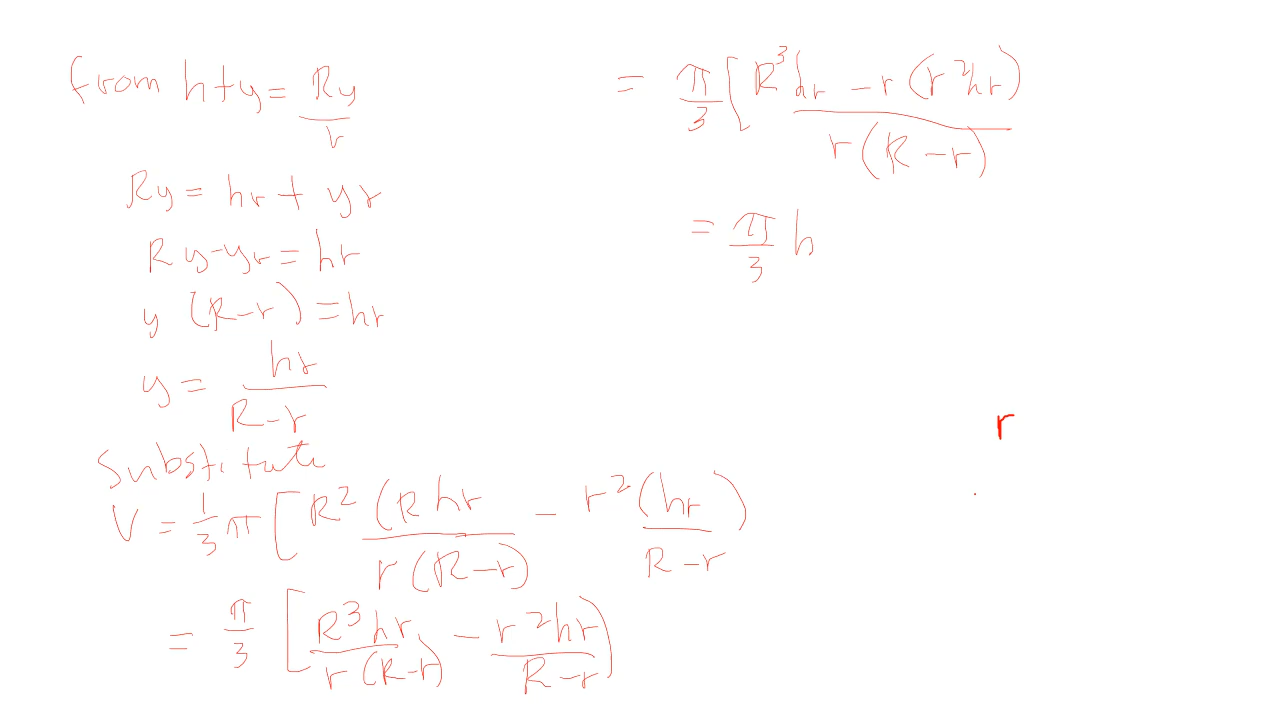 from h+y = Ry/r
Ry = hr + yr
Ry-yr = hr
y (R-r) = hr
y = hr/(R-r)
Substitute
V = 1/3 π [R² (R hr/(r(R-r)) - r² (hr/(R-r))
= π/3 [R³hr/(r(R-r)) - r²hr/(R-r))
= π/3 [R³hr - r(r²hr)/(r(R-r))
= π/3 h
r